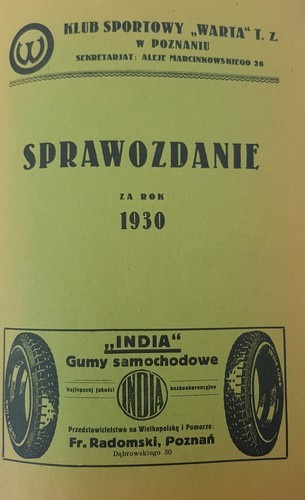 KLUB SPORTOWY „WARTA" T. Z.
W POZNANIU
SEKRETARJAT: ALEJE MARCINKOWSKIEGO 26
W
SPRAWOZDANIE
ZA ROK
1930
„INDIA"
Gumy samochodowe
najlepszej jakości bezkonkurencyjne
INDIA
Przedstawicielstwo na Wielkopolskę i Pomorze:
Fr. Radomski, Poznań
Dąbrowskiego 30